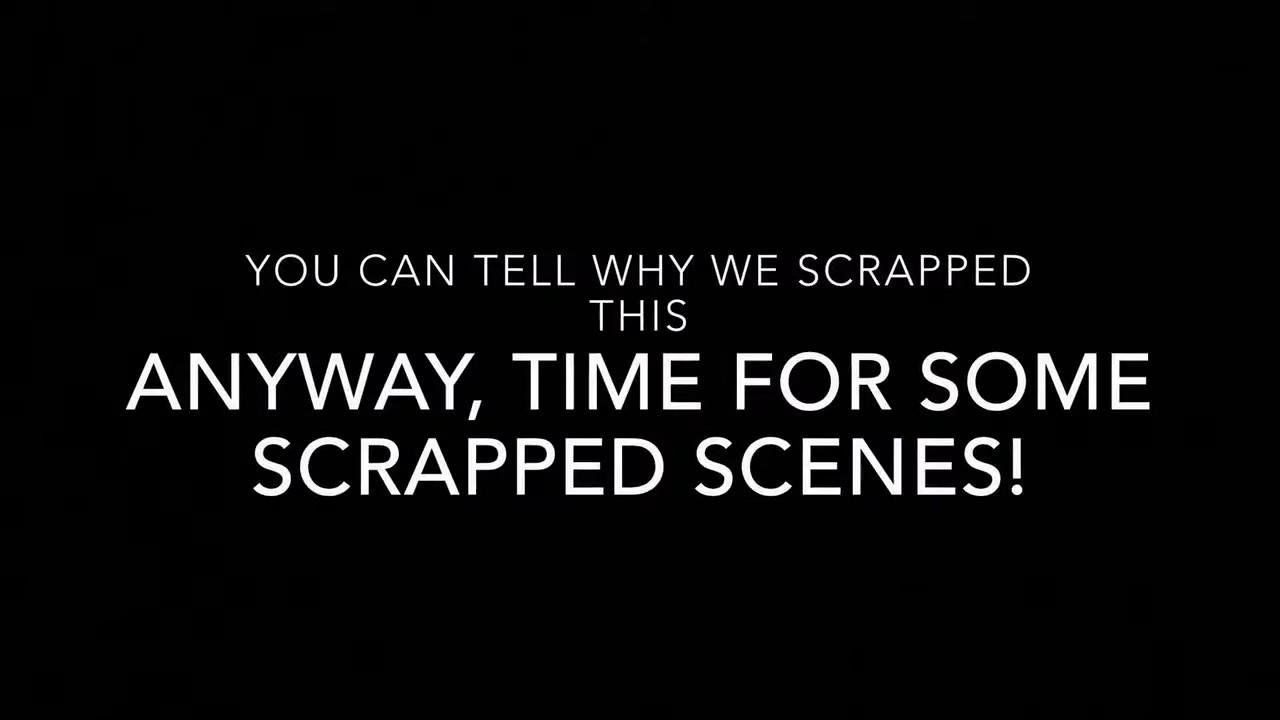 YOU CAN TELL WHY WE SCRAPPED
THIS
ANYWAY, TIME FOR SOME
SCRAPPED SCENES!